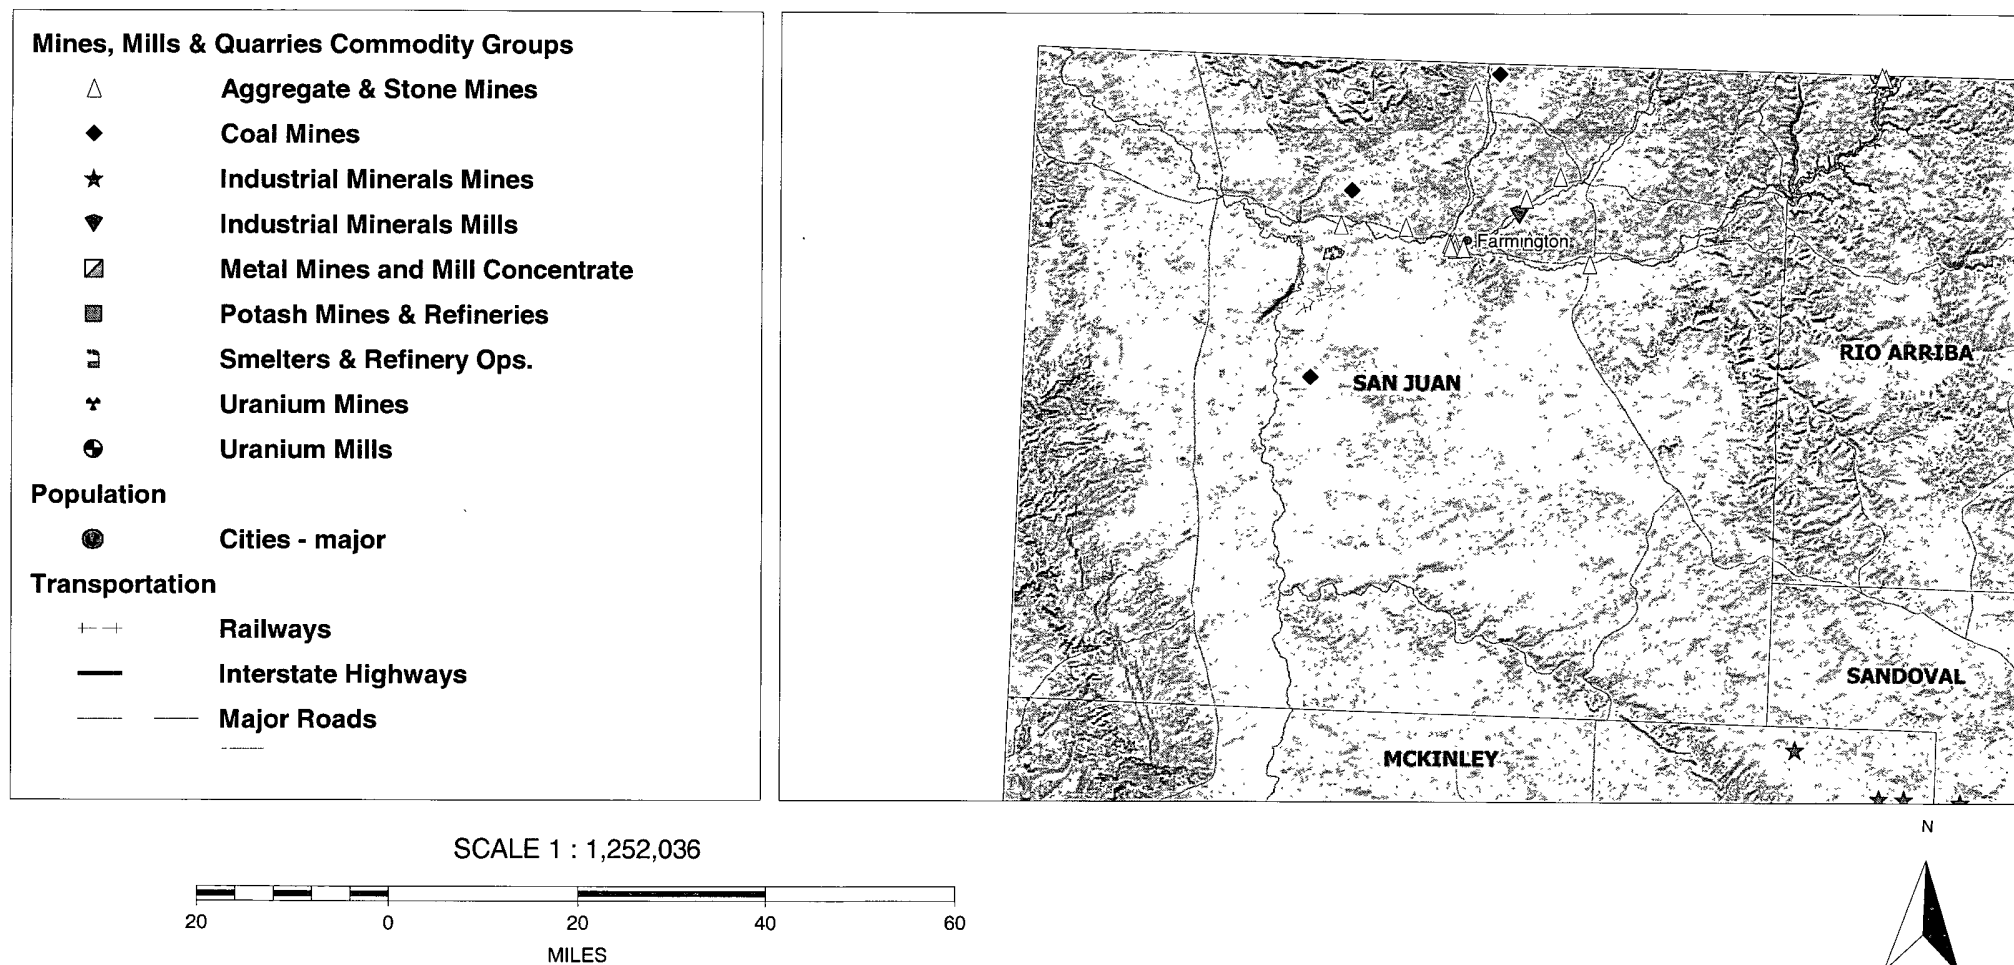 Mines, Mills & Quarries Commodity Groups
Aggregate & Stone Mines
Coal Mines
Industrial Minerals Mines
Industrial Minerals Mills
Metal Mines and Mill Concentrate
Potash Mines & Refineries
Smelters & Refinery Ops.
Uranium Mines
Uranium Mills
Population
Cities - major
Transportation
Railways
Interstate Highways
Major Roads
Farmington
RIO ARRIBA
SAN JUAN
SANDOVAL
MCKINLEY
SCALE 1 : 1,252,036
20 0 20 40 60
MILES
N